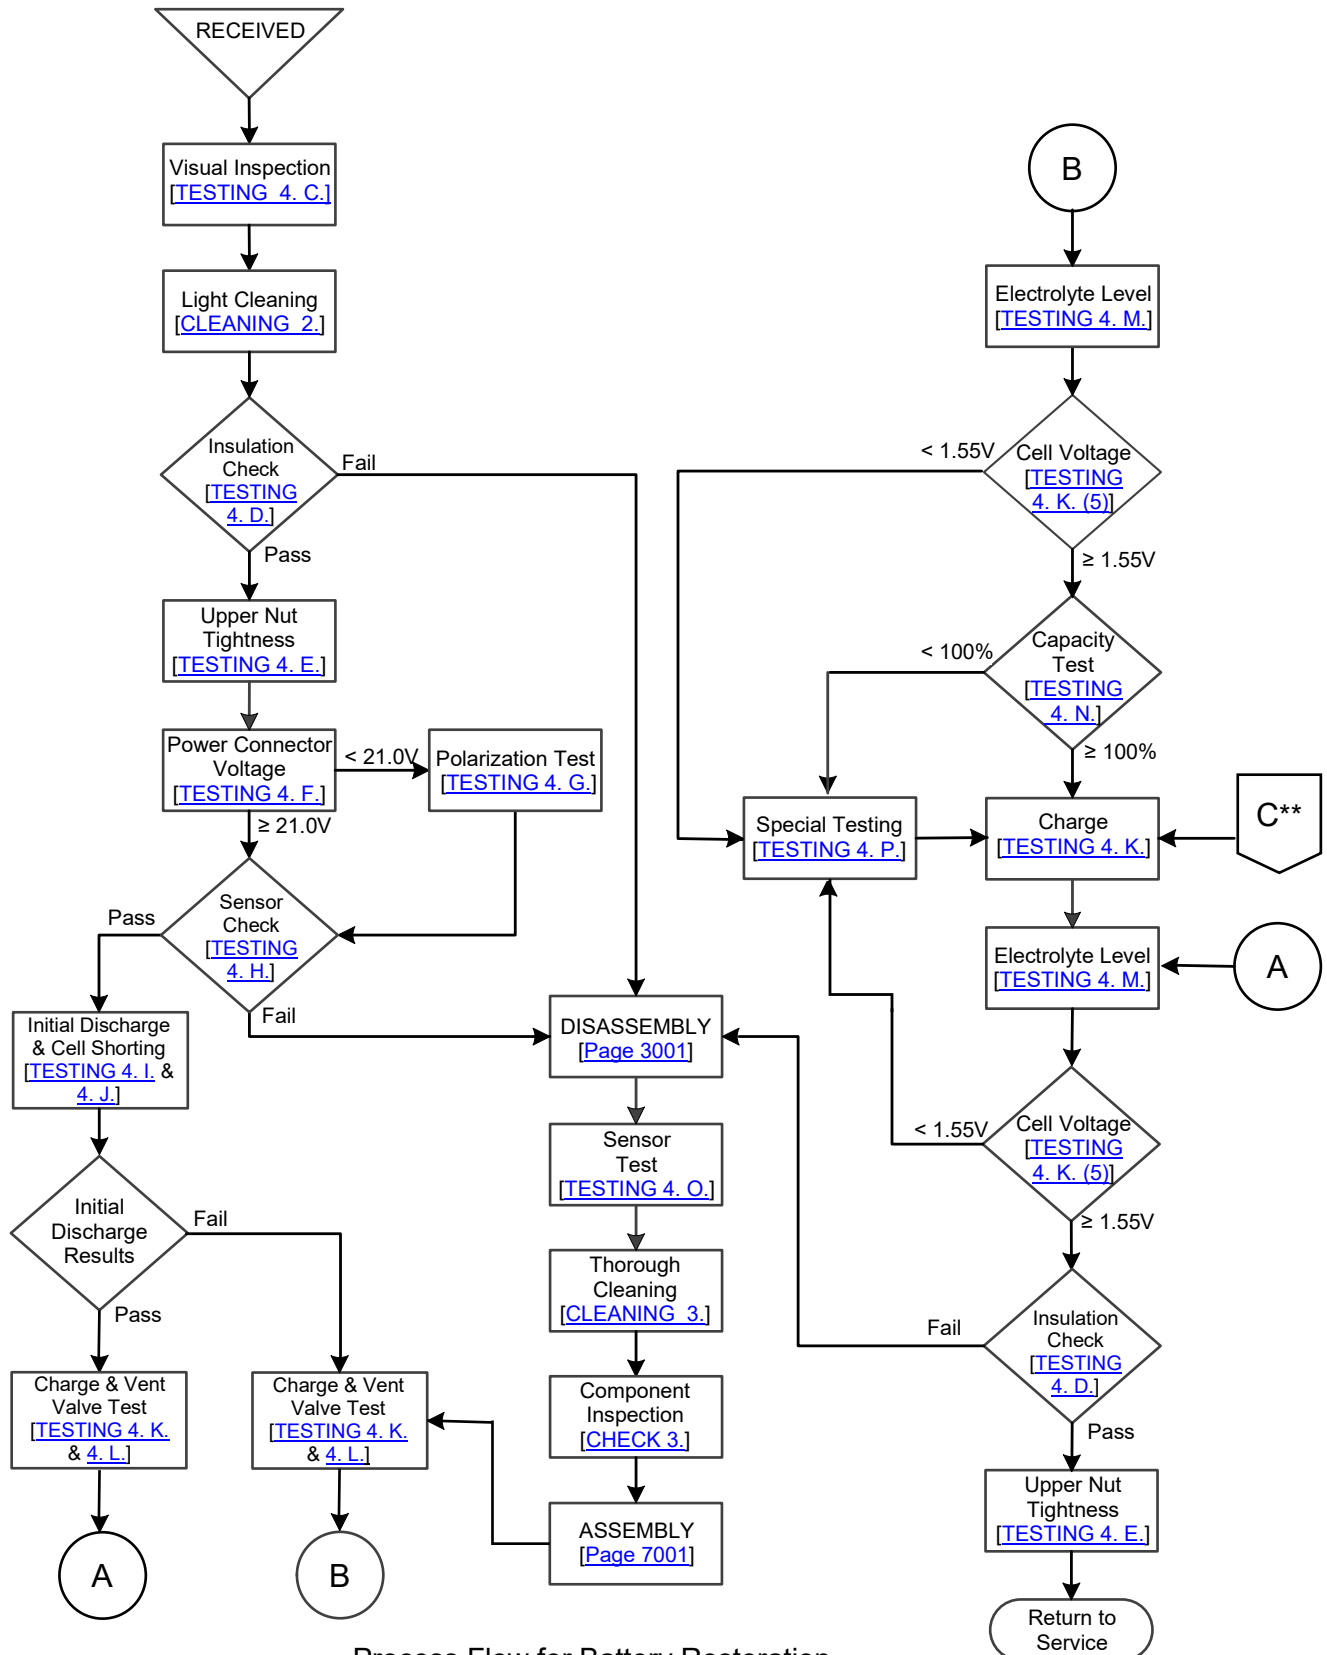 RECEIVED
Visual Inspection
[TESTING 4. C.]
Light Cleaning
[CLEANING 2.]
Insulation
Check
[TESTING
4. D.]
Fail
Pass
Upper Nut
Tightness
[TESTING 4. E.]
Power Connector
Voltage
[TESTING 4. F.]
< 21.0V
Polarization Test
[TESTING 4. G.]
≥ 21.0V
Sensor
Check
[TESTING
4. H.]
Pass
Fail
Initial Discharge
& Cell Shorting
[TESTING 4. I. &
4. J.]
Initial
Discharge
Results
Fail
Pass
Charge & Vent
Valve Test
[TESTING 4. K.
& 4. L.]
A
Charge & Vent
Valve Test
[TESTING 4. K.
& 4. L.]
B
DISASSEMBLY
[Page 3001]
Sensor
Test
[TESTING 4. O.]
Thorough
Cleaning
[CLEANING 3.]
Component
Inspection
[CHECK 3.]
ASSEMBLY
[Page 7001]
B
Electrolyte Level
[TESTING 4. M.]
Cell Voltage
[TESTING
4. K. (5)]
< 1.55V
≥ 1.55V
Capacity
Test
[TESTING
4. N.]
< 100%
≥ 100%
Special Testing
[TESTING 4. P.]
Charge
[TESTING 4. K.]
C**
Electrolyte Level
[TESTING 4. M.]
A
Cell Voltage
[TESTING
4. K. (5)]
< 1.55V
≥ 1.55V
Insulation
Check
[TESTING
4. D.]
Fail
Pass
Upper Nut
Tightness
[TESTING 4. E.]
Return to
Service
Process Flow for Battery Restoration